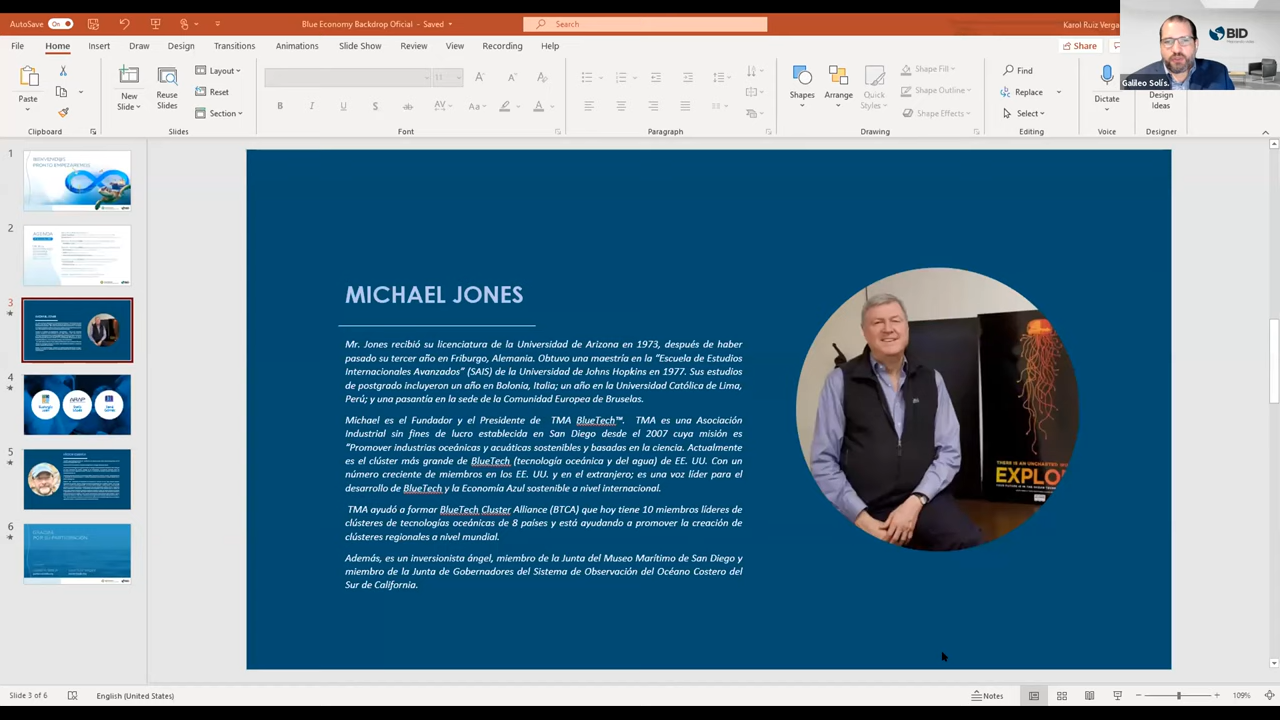 AutoSave On
Blue Economy Backdrop Oficial - Saved
Search
Karol Ruiz Verga
BID
Galileo Solís.
File Home Insert Draw Design Transitions Animations Slide Show Review View Recording Help
Share
Paste
New
Slide
Reuse
Slides
Layout
Reset
Section
11
Shapes
Arrange
Quick
Styles
Shape Fill
Shape Outline
Shape Effects
Find
Replace
Select
Dictate
Design
Ideas
Clipboard Slides Font Paragraph Drawing Editing Voice Designer
1
2
AGENDA
3
4
5
6
MICHAEL JONES
Mr. Jones recibió su licenciatura de la Universidad de Arizona en 1973, después de haber
pasado su tercer año en Friburgo, Alemania. Obtuvo una maestría en la "Escuela de Estudios
Internacionales Avanzados" (SAIS) de la Universidad de Johns Hopkins en 1977. Sus estudios
de postgrado incluyeron un año en Bolonia, Italia; un año en la Universidad Católica de Lima,
Perú; y una pasantía en la sede de la Comunidad Europea de Bruselas.
Michael es el Fundador y el Presidente de TMA BlueTech™. TMA es una Asociación
Industrial sin fines de lucro establecida en San Diego desde el 2007 cuya misión es
"Promover industrias oceánicas y acuáticas sostenibles y basadas en la ciencia. Actualmente
es el clúster más grande de BlueTech (tecnología oceánica y del agua) de EE. UU. Con un
número creciente de miembros en los EE. UU. y en el extranjero; es una voz líder para el
desarrollo de BlueTech y la Economía Azul sostenible a nivel internacional.
TMA ayudó a formar BlueTech Cluster Alliance (BTCA) que hoy tiene 10 miembros líderes de
clústeres de tecnologías oceánicas de 8 países y está ayudando a promover la creación de
clústeres regionales a nivel mundial.
Además, es un inversionista ángel, miembro de la Junta del Museo Marítimo de San Diego y
miembro de la Junta de Gobernadores del Sistema de Observación del Océano Costero del
Sur de California.
THERE IS AN UNCHARTED
EXPLO
Slide 3 of 6
English (United States)
Notes
109%